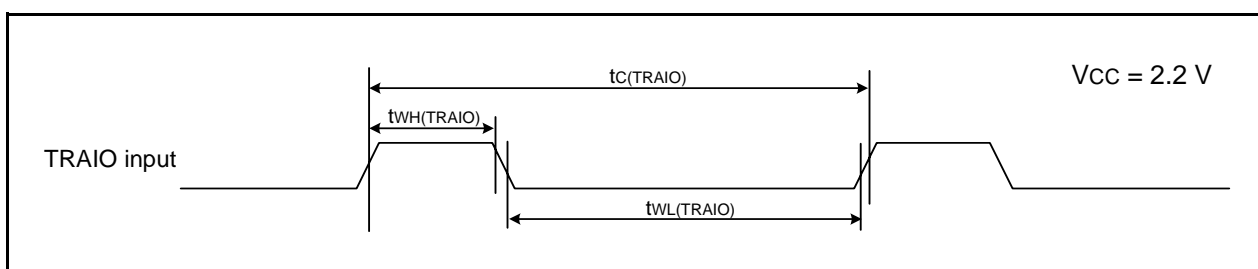 tC(TRAIO)
VCC = 2.2 V
tWH(TRAIO)
TRAIO input
tWL(TRAIO)